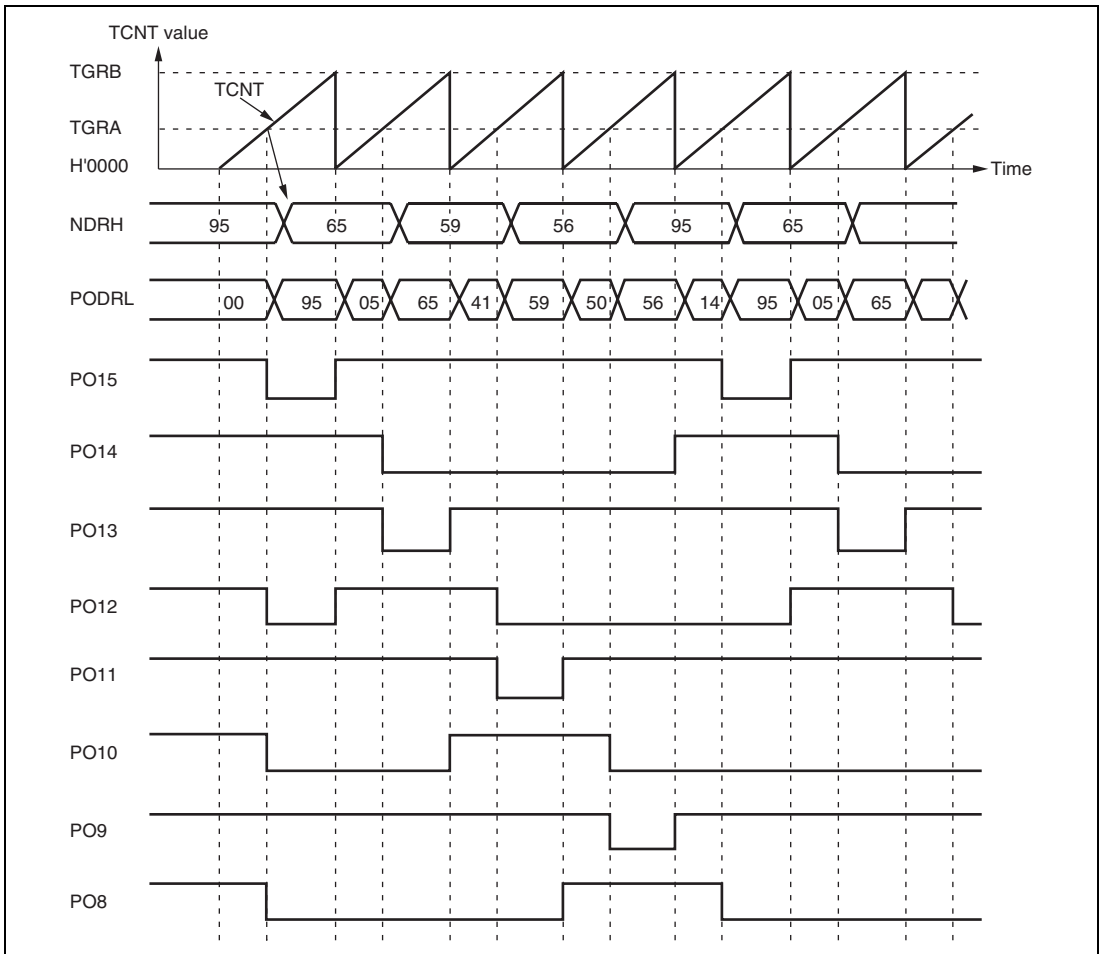 TCNT value
TGRB
TCNT
TGRA
H'0000
Time
NDRH 95 65 59 56 95 65
PODRL 00 95 05 65 41 59 50 56 14 95 05 65
PO15
PO14
PO13
PO12
PO11
PO10
PO9
PO8